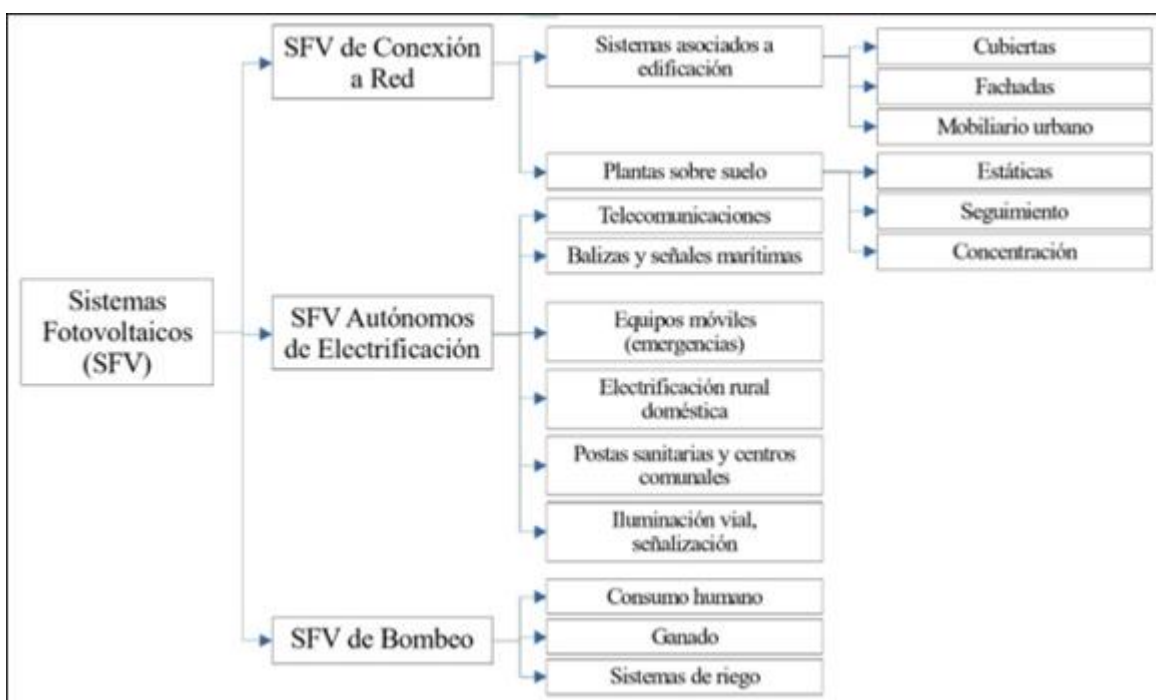 SFV de Conexión
a Red
Sistemas asociados a
edificación
Cubiertas
Fachadas
Mobiliario urbano
Plantas sobre suelo
Estáticas
Seguimiento
Concentración
Sistemas
Fotovoltaicos
(SFV)
SFV Autónomos
de Electrificación
Telecomunicaciones
Balizas y señales marítimas
Equipos móviles
(emergencias)
Electrificación rural
doméstica
Postas sanitarias y centros
comunales
Iluminación vial,
señalización
SFV de Bombeo
Consumo humano
Ganado
Sistemas de riego